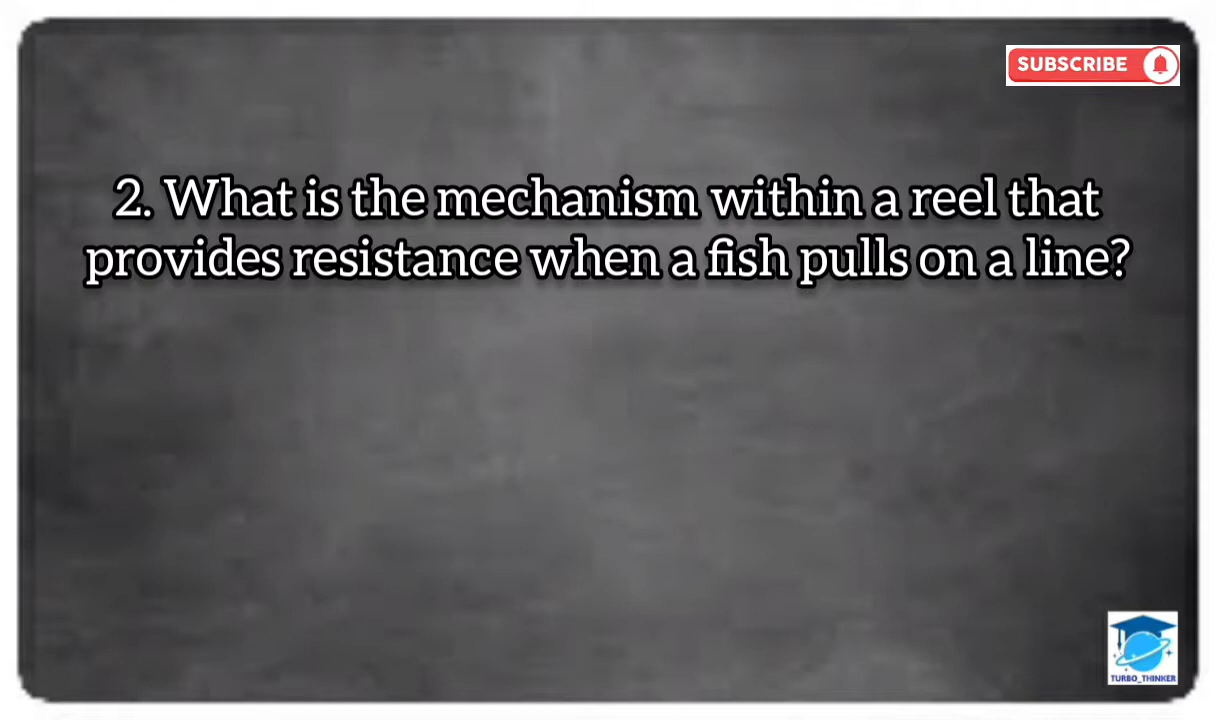 SUBSCRIBE
2. What is the mechanism within a reel that
provides resistance when a fish pulls on a line?
TURBO_THINKER